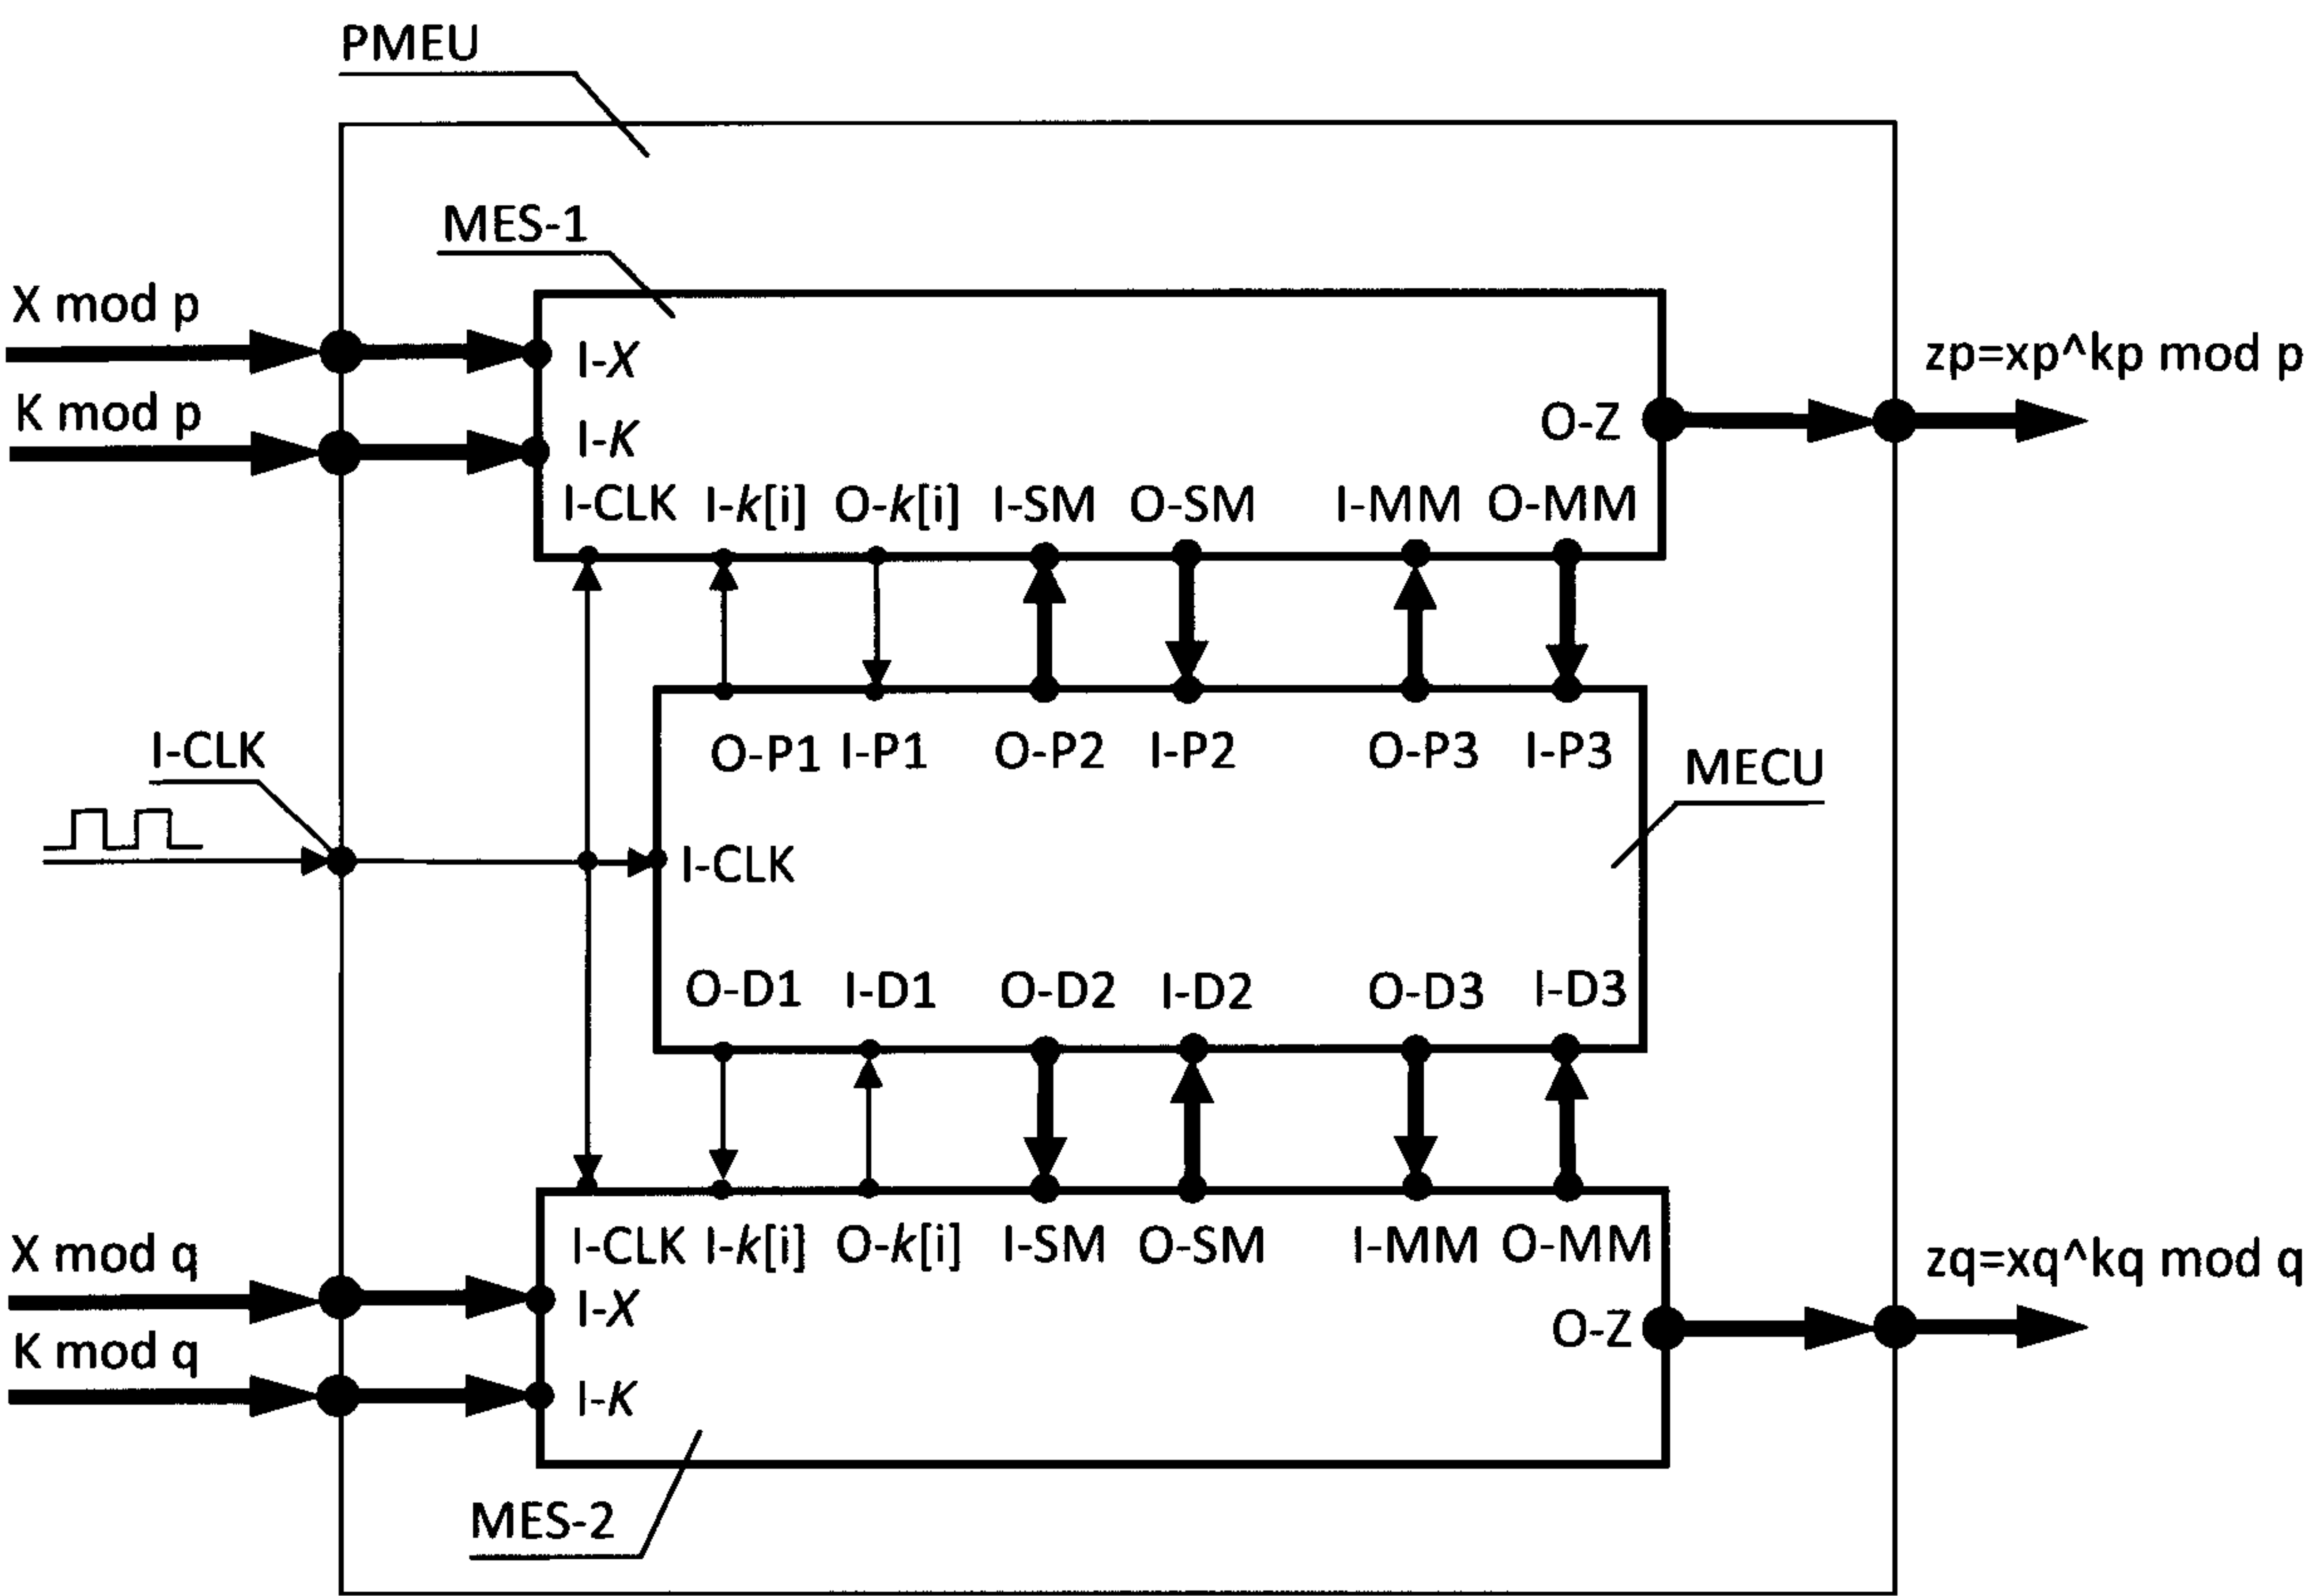 PMEU
MES-1
X mod p
K mod p
I-X
I-K
O-Z
zp=xp^kp mod p
I-CLK I-k[i] O-k[i] I-SM O-SM I-MM O-MM
O-P1 I-P1 O-P2 I-P2 O-P3 I-P3
I-CLK
MECU
I-CLK
O-D1 I-D1 O-D2 I-D2 O-D3 I-D3
I-CLK I-k[i] O-k[i] I-SM O-SM I-MM O-MM
X mod q
K mod q
I-X
I-K
O-Z
zq=xq^kq mod q
MES-2